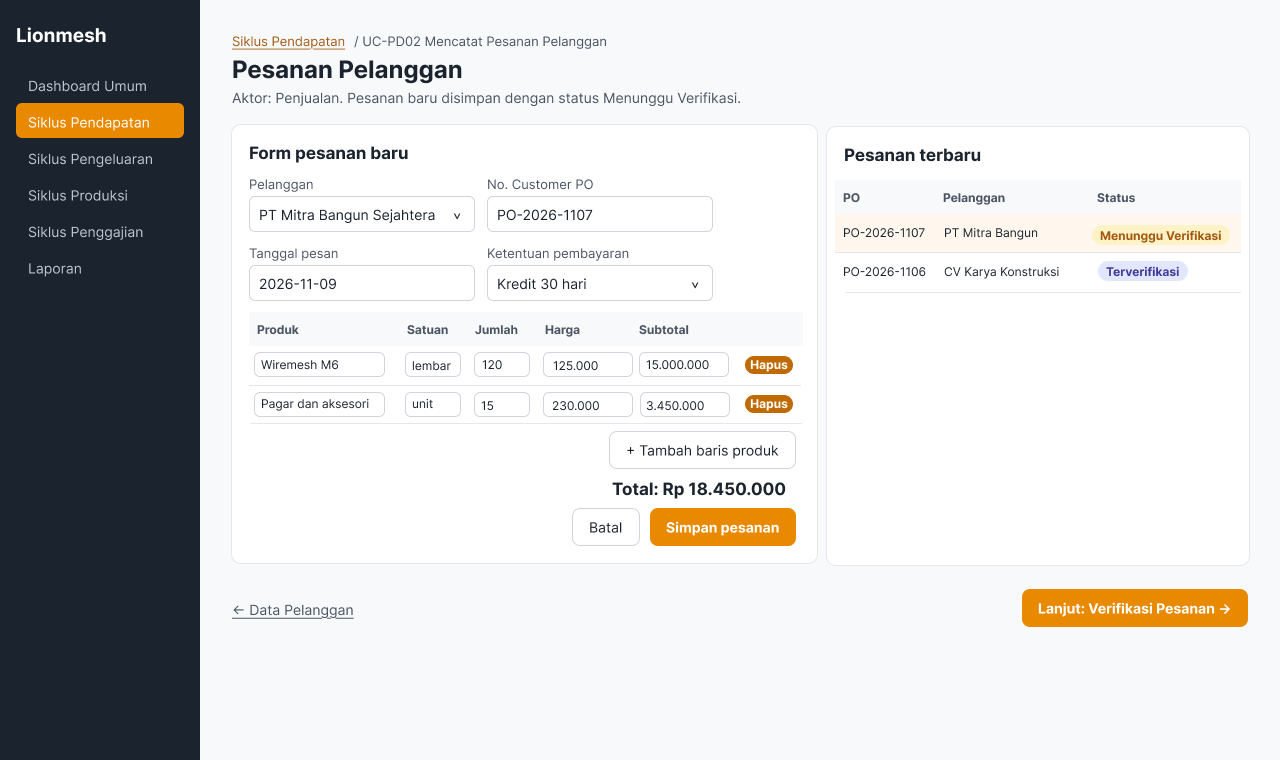 Lionmesh
Dashboard Umum
Siklus Pendapatan
Siklus Pengeluaran
Siklus Produksi
Siklus Penggajian
Laporan
Siklus Pendapatan / UC-PD02 Mencatat Pesanan Pelanggan
Pesanan Pelanggan
Aktor: Penjualan. Pesanan baru disimpan dengan status Menunggu Verifikasi.
Form pesanan baru
Pelanggan No. Customer PO
PT Mitra Bangun Sejahtera v PO-2026-1107
Tanggal pesan Ketentuan pembayaran
2026-11-09 Kredit 30 hari v
Produk Satuan Jumlah Harga Subtotal
Wiremesh M6 lembar 120 125.000 15.000.000 Hapus
Pagar dan aksesori unit 15 230.000 3.450.000 Hapus
+ Tambah baris produk
Total: Rp 18.450.000
Batal Simpan pesanan
Pesanan terbaru
PO Pelanggan Status
PO-2026-1107 PT Mitra Bangun Menunggu Verifikasi
PO-2026-1106 CV Karya Konstruksi Terverifikasi
← Data Pelanggan
Lanjut: Verifikasi Pesanan →